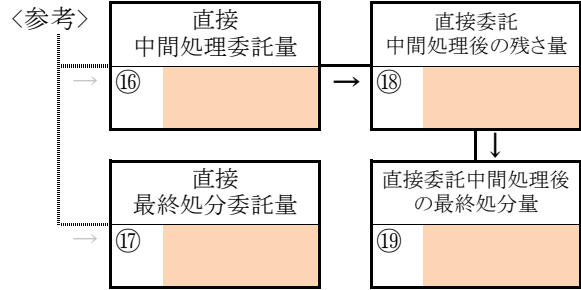 〈参考〉
直接
中間処理委託量
⑯
→
→
直接委託
中間処理後の残さ量
⑱
↓
直接
最終処分委託量
⑰
→
直接委託中間処理後
の最終処分量
⑲